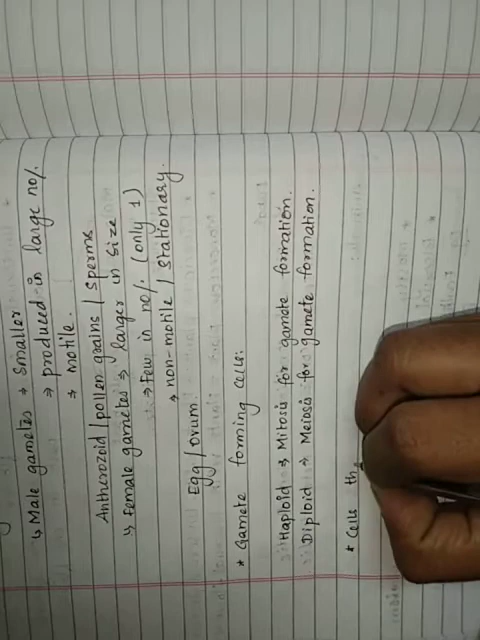 ↳ Male gametes → Smaller
→ produced in large no/.
→ motile.
Antherozoid / pollen grains / Sperms
↳ female gametes → larger in size
→ Few in no/. (only 1)
→ non-motile / stationary.
Egg / ovum.
* Gamete forming cells:
Haploid → Mitosis for gamete formation.
Diploid → Meiosis for gamete formation.
* Cells